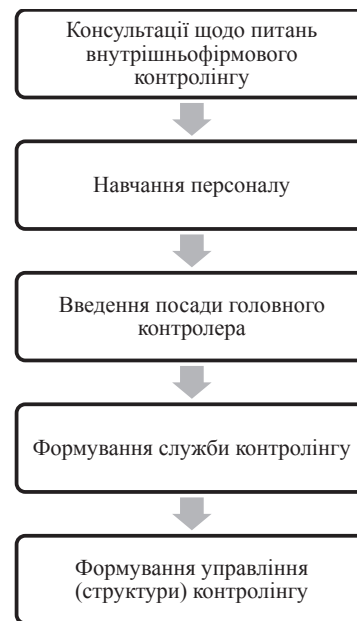 Консультації щодо питань
внутрішньофірмового
контролінгу
Навчання персоналу
Введення посади головного
контролера
Формування служби контролінгу
Формування управління
(структури) контролінгу